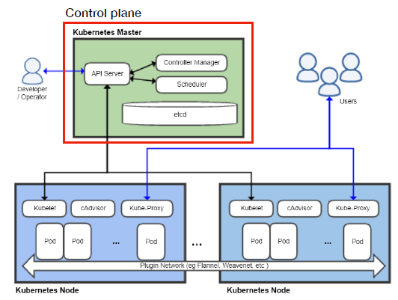 Control plane
Kubernetes Master
API Server
Controller Manager
Scheduler
etcd
Developer
/ Operator
Users
Kubelet
cAdvisor
Kube-Proxy
Pod
Pod
...
Pod
Kubernetes Node
...
Kubelet
cAdvisor
Kube-Proxy
Pod
Pod
...
Pod
Plugin Network (eg Flannel, Weavenet, etc )
Kubernetes Node